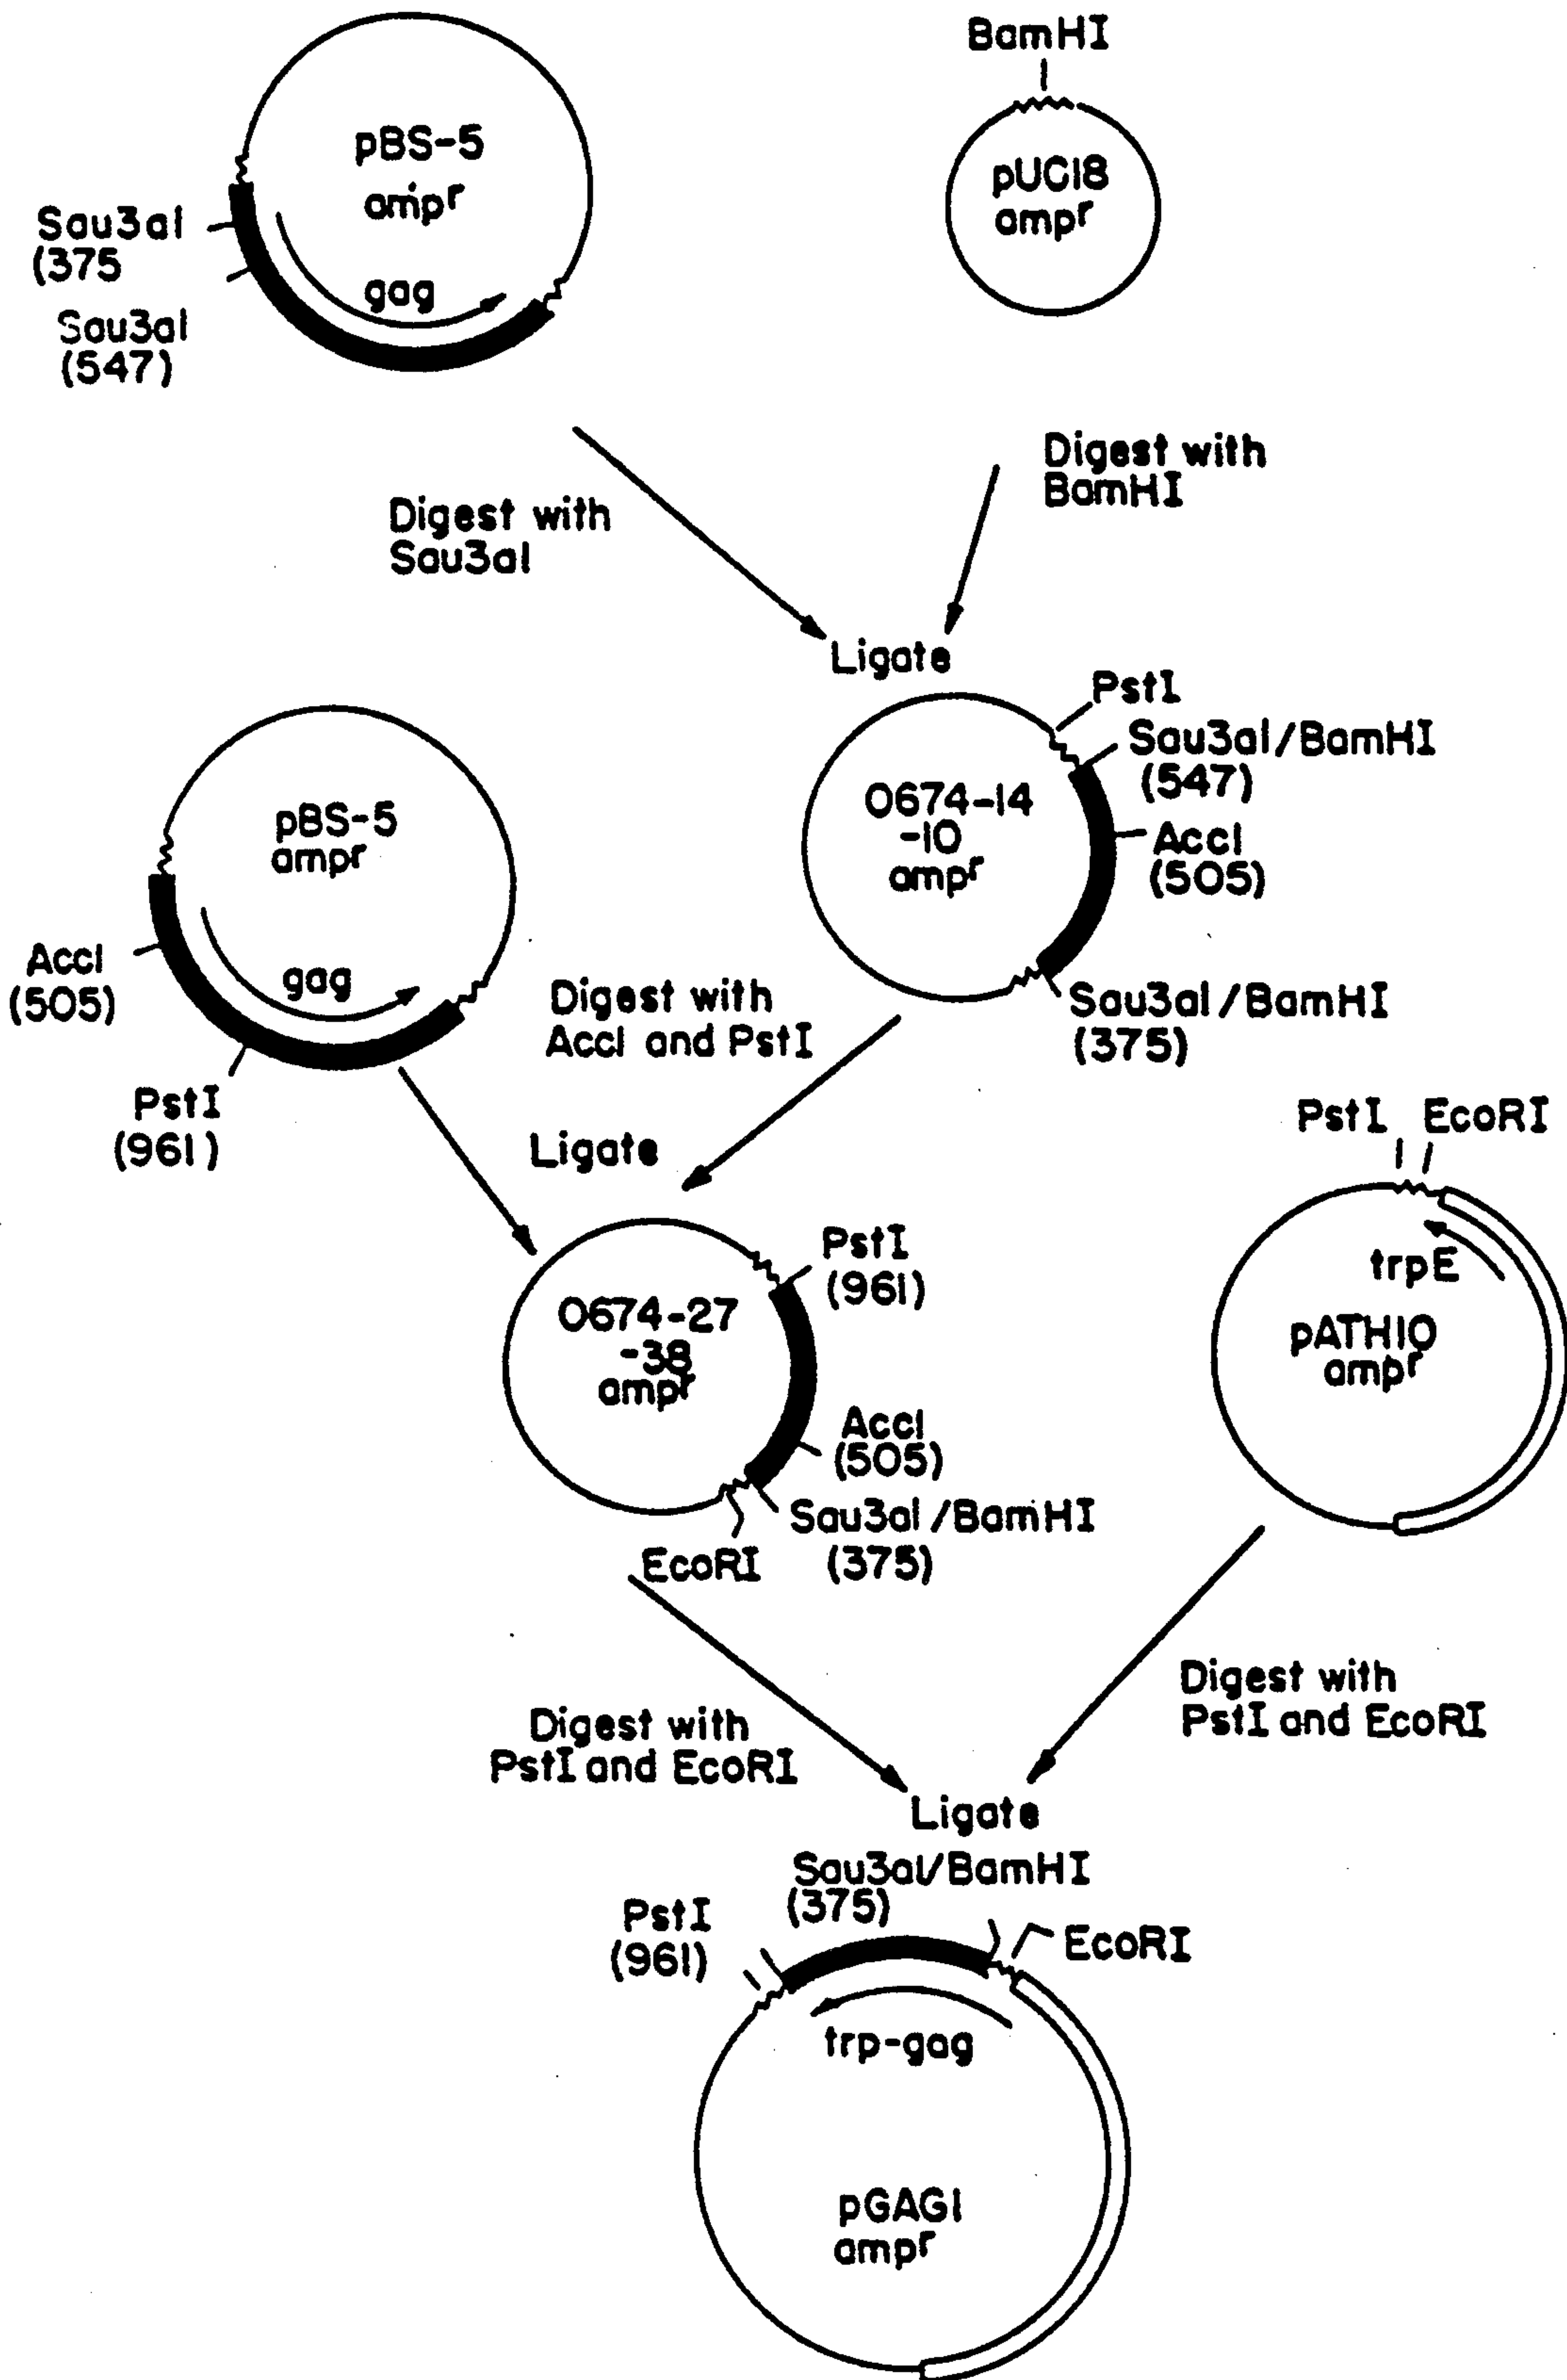 BamHI
pBS-5
ampr
pUC18
ampr
Sau3aI
(375
gag
Sau3aI
(547)
Digest with
BamHI
Digest with
Sau3aI
Ligate
PstI
Sau3aI/BamHI
(547)
0674-14
-10
ampr
AccI
(505)
pBS-5
ampr
AccI
(505)
gag
Digest with
AccI and PstI
Sau3aI/BamHI
(375)
PstI
(961)
Ligate
PstI EcoRI
PstI
(961)
trpE
0674-27
-38
ampr
pATH10
ampr
AccI
(505)
Sau3aI/BamHI
(375)
EcoRI
Digest with
PstI and EcoRI
Digest with
PstI and EcoRI
Ligate
Sau3aI/BamHI
(375)
PstI
(961)
EcoRI
trp-gag
pGAG1
ampr